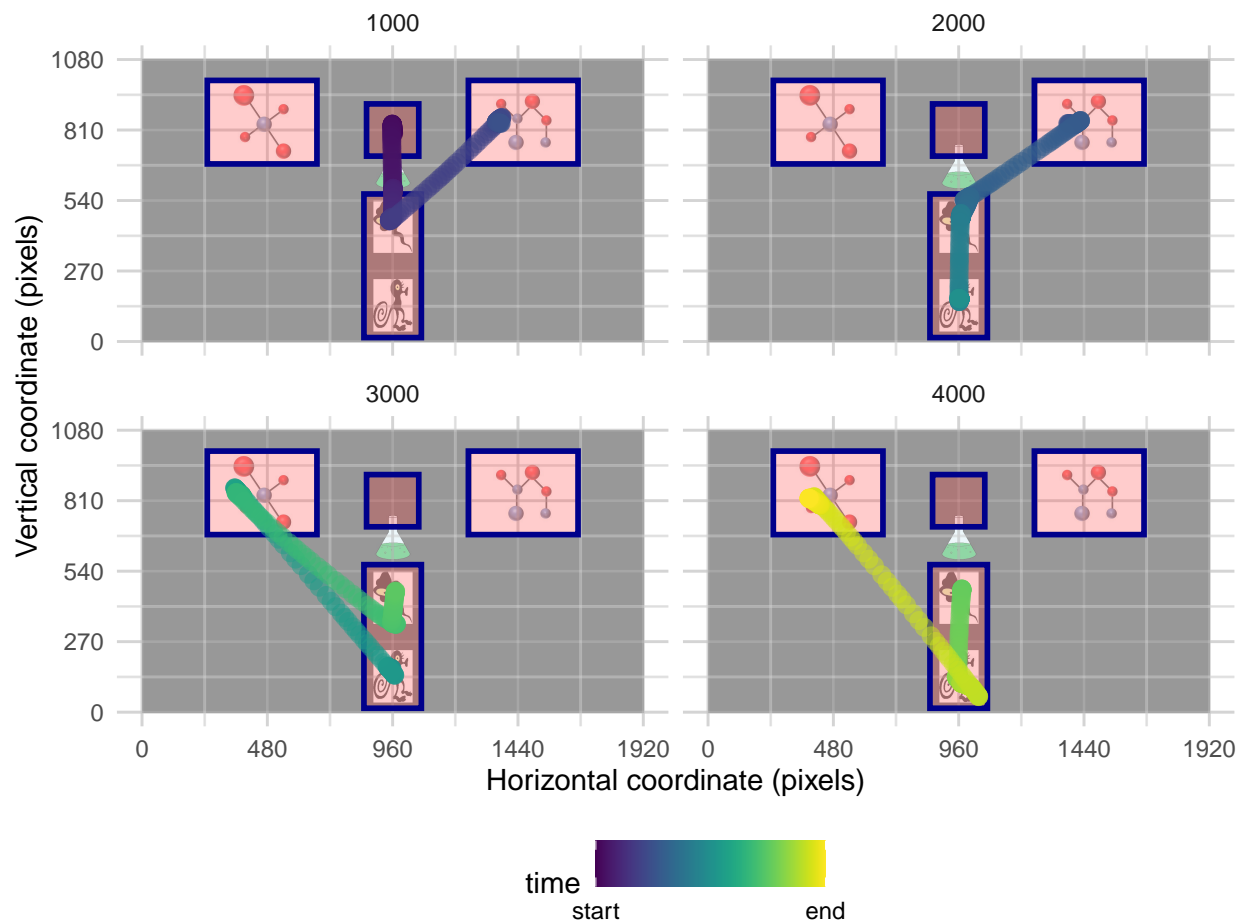 1000
2000
1080
810
540
270
0
Vertical coordinate (pixels)
3000
4000
1080
810
540
270
0
0 480 960 1440 1920 0 480 960 1440 1920
Horizontal coordinate (pixels)
time
start end